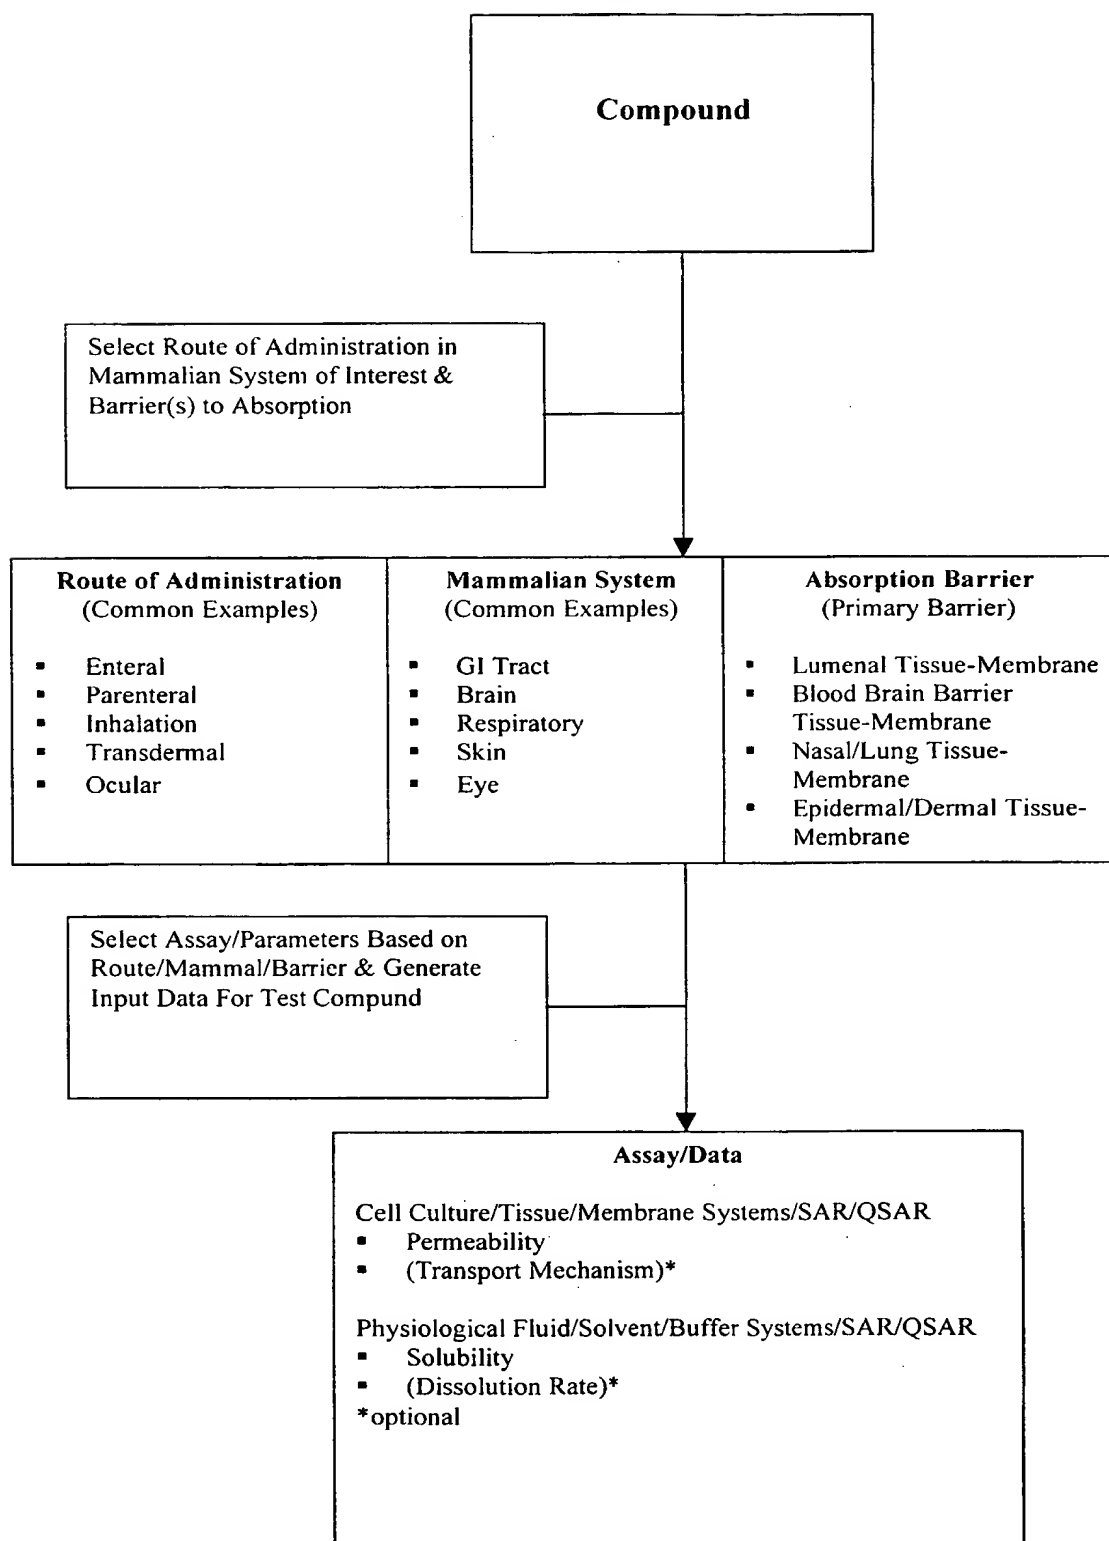 Compound
Select Route of Administration in
Mammalian System of Interest &
Barrier(s) to Absorption
Route of Administration
(Common Examples)
▪ Enteral
▪ Parenteral
▪ Inhalation
▪ Transdermal
▪ Ocular
Mammalian System
(Common Examples)
▪ GI Tract
▪ Brain
▪ Respiratory
▪ Skin
▪ Eye
Absorption Barrier
(Primary Barrier)
▪ Lumenal Tissue-Membrane
▪ Blood Brain Barrier
Tissue-Membrane
▪ Nasal/Lung Tissue-
Membrane
▪ Epidermal/Dermal Tissue-
Membrane
Select Assay/Parameters Based on
Route/Mammal/Barrier & Generate
Input Data For Test Compund
Assay/Data
Cell Culture/Tissue/Membrane Systems/SAR/QSAR
▪ Permeability
▪ (Transport Mechanism)*
Physiological Fluid/Solvent/Buffer Systems/SAR/QSAR
▪ Solubility
▪ (Dissolution Rate)*
*optional